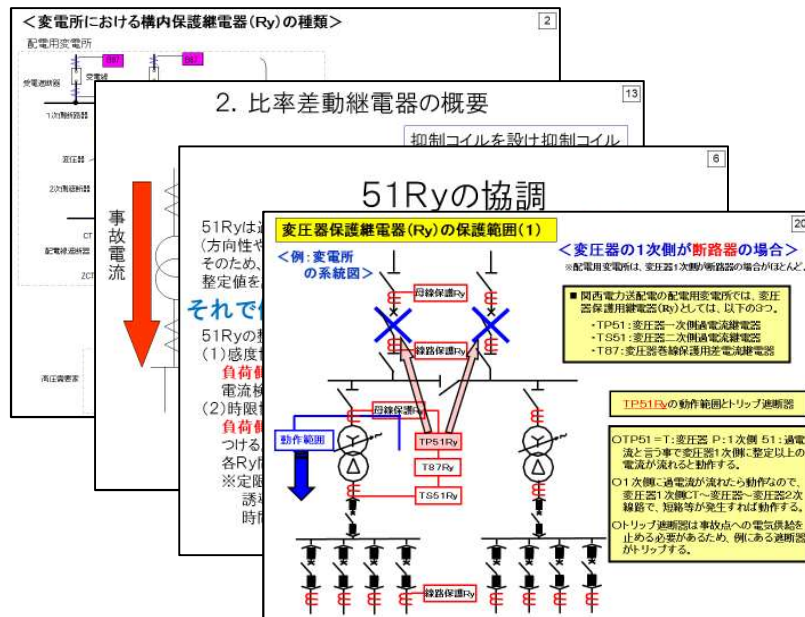 <変電所における構内保護継電器(Ry)の種類>
2
配電用変電所
受電線
受電遮断器
1次側断路器
変圧器
2次側遮断器
CT
配電線遮断器
ZCT
高圧需要家
2. 比率差動継電器の概要
13
抑制コイルを設け抑制コイル
事故電流
6
51Ryの協調
51Ryは
(方向性や
そのため、
整定値を
それで
51Ryの
(1)感度
負荷側
電流検
(2)時限
負荷側
つける
各Ry間
※定限
誘導
時間
20
変圧器保護継電器(Ry)の保護範囲(1)
<例:変電所
の系統図>
<変圧器の1次側が断路器の場合>
※配電用変電所は、変圧器1次側が断路器の場合がほとんど。
母線保護Ry
線路保護Ry
■ 関西電力送配電の配電用変電所では、変圧
器保護用継電器(Ry)としては、以下の3つ。
・TP51:変圧器一次側過電流継電器
・TS51:変圧器二次側過電流継電器
・T87:変圧器巻線保護用差電流継電器
母線保護Ry
動作範囲
TP51Ry
T87Ry
TS51Ry
線路保護Ry
TP51Ryの動作範囲とトリップ遮断器
○TP51=T:変圧器 P:1次側 51:過電
流と言う事で変圧器1次側に整定以上の
電流が流れると動作する。
○1次側に過電流が流れたら動作なので、
変圧器1次側CT~変圧器~変圧器2次
線路で、短絡等が発生すれば動作する。
○トリップ遮断器は事故点への電気供給を
止める必要があるため、例にある遮断器
がトリップする。